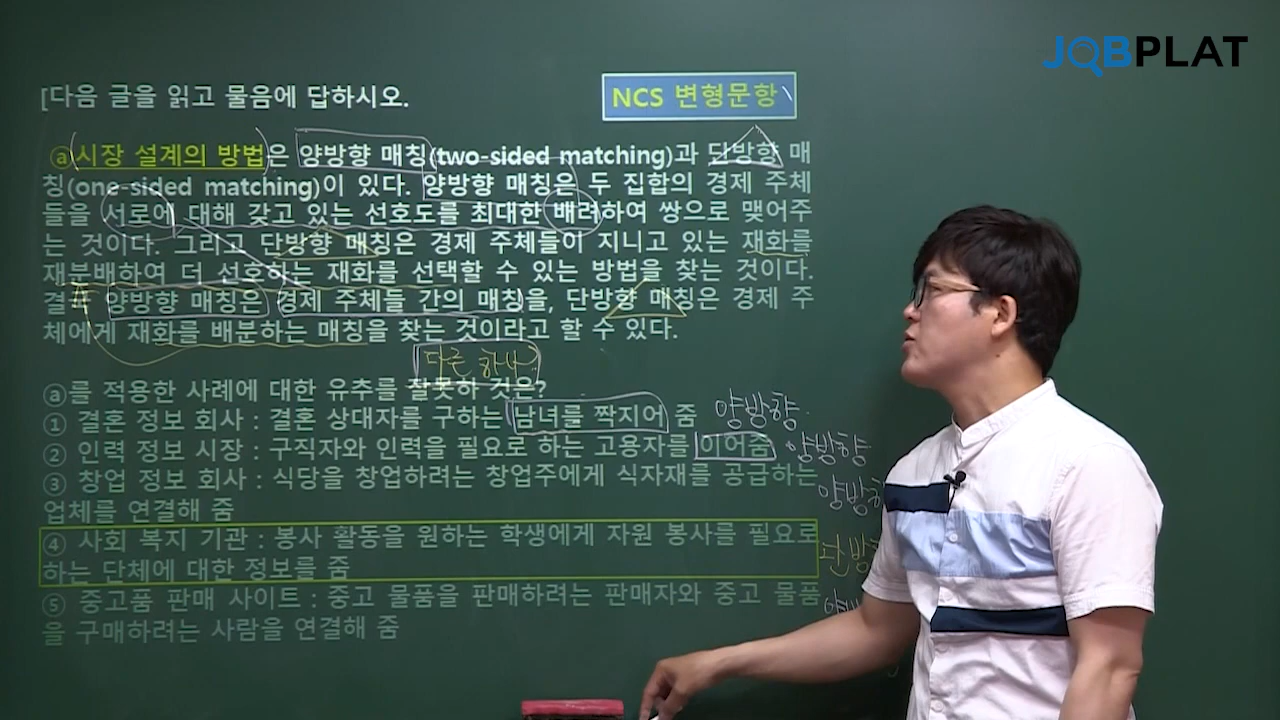 JOBPLAT
[다음 글을 읽고 물음에 답하시오.
NCS 변형문항
ⓐ시장 설계의 방법은 양방향 매칭(two-sided matching)과 단방향 매
칭(one-sided matching)이 있다. 양방향 매칭은 두 집합의 경제 주체
들을 서로에 대해 갖고 있는 선호도를 최대한 배려하여 쌍으로 맺어주
는 것이다. 그리고 단방향 매칭은 경제 주체들이 지니고 있는 재화를
재분배하여 더 선호하는 재화를 선택할 수 있는 방법을 찾는 것이다.
결국 양방향 매칭은 경제 주체들 간의 매칭을, 단방향 매칭은 경제 주
체에게 재화를 배분하는 매칭을 찾는 것이라고 할 수 있다.
다른 하나?
ⓐ를 적용한 사례에 대한 유추를 잘못하 것은?
① 결혼 정보 회사 : 결혼 상대자를 구하는 남녀를 짝지어 줌 양방향
② 인력 정보 시장 : 구직자와 인력을 필요로 하는 고용자를 이어줌 양방향
③ 창업 정보 회사 : 식당을 창업하려는 창업주에게 식자재를 공급하는 양방향
업체를 연결해 줌
④ 사회 복지 기관 : 봉사 활동을 원하는 학생에게 자원 봉사를 필요로
하는 단체에 대한 정보를 줌
⑤ 중고품 판매 사이트 : 중고 물품을 판매하려는 판매자와 중고 물품
을 구매하려는 사람을 연결해 줌